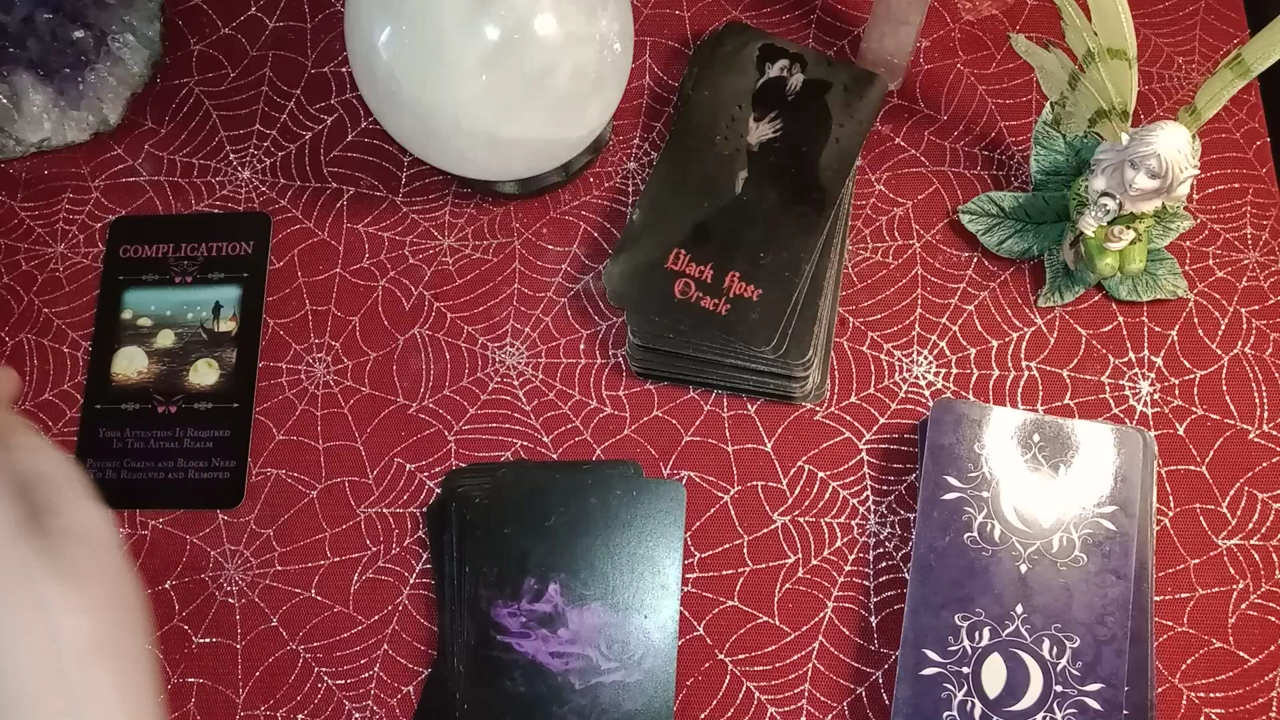 COMPLICATION
Your Attention Is Required
In The Astral Realm
Psychic Chains and Blocks Need
To Be Resolved and Removed
Black Rose
Oracle